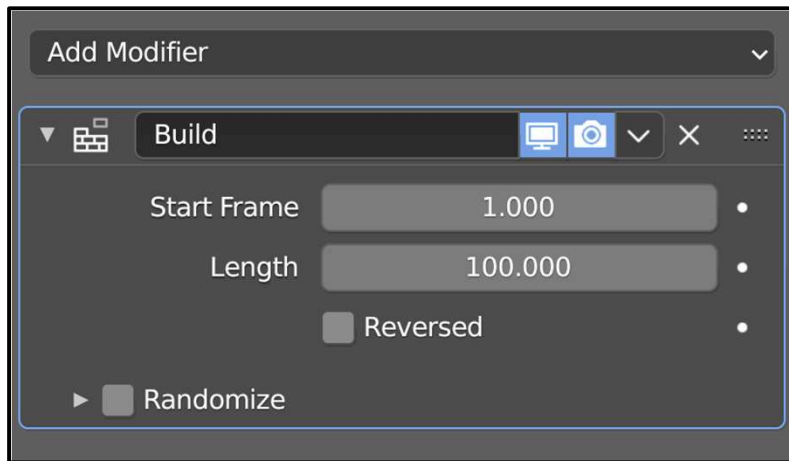 Add Modifier
Build
Start Frame 1.000
Length 100.000
Reversed
Randomize